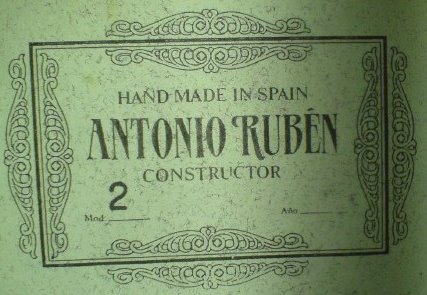 HAND MADE IN SPAIN
ANTONIO RUBÉN
CONSTRUCTOR
Mod. 2 Año